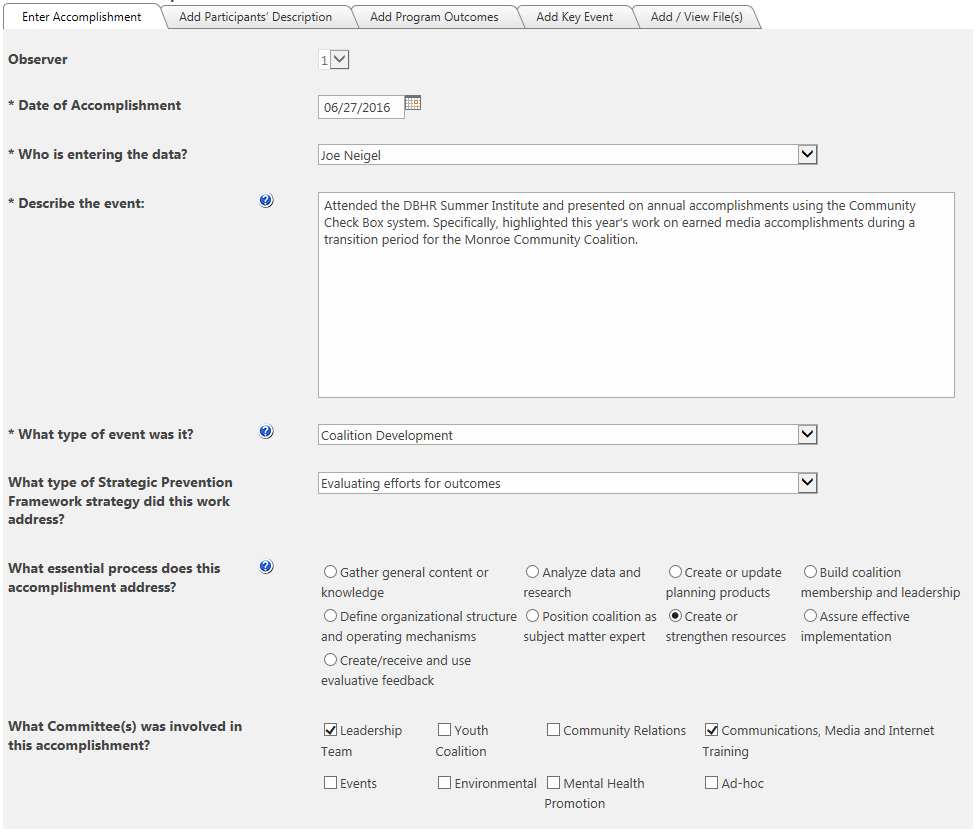 Enter Accomplishment Add Participants' Description Add Program Outcomes Add Key Event Add / View File(s)
Observer 1
* Date of Accomplishment 06/27/2016
* Who is entering the data? Joe Neigel
* Describe the event: ?
Attended the DBHR Summer Institute and presented on annual accomplishments using the Community
Check Box system. Specifically, highlighted this year's work on earned media accomplishments during a
transition period for the Monroe Community Coalition.
* What type of event was it? ? Coalition Development
What type of Strategic Prevention Evaluating efforts for outcomes
Framework strategy did this work
address?
What essential process does this ?
accomplishment address?
Gather general content or Analyze data and Create or update Build coalition
knowledge research planning products membership and leadership
Define organizational structure Position coalition as Create or Assure effective
and operating mechanisms subject matter expert strengthen resources implementation
Create/receive and use
evaluative feedback
What Committee(s) was involved in
this accomplishment?
Leadership Youth Community Relations Communications, Media and Internet
Team Coalition Training
Events Environmental Mental Health Ad-hoc
Promotion